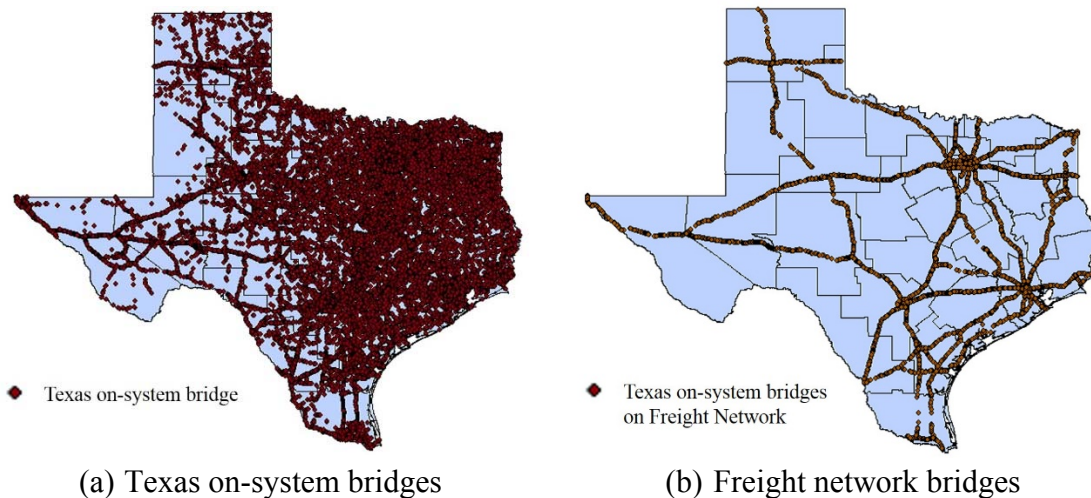 Texas on-system bridge
(a) Texas on-system bridges
Texas on-system bridges
on Freight Network
(b) Freight network bridges